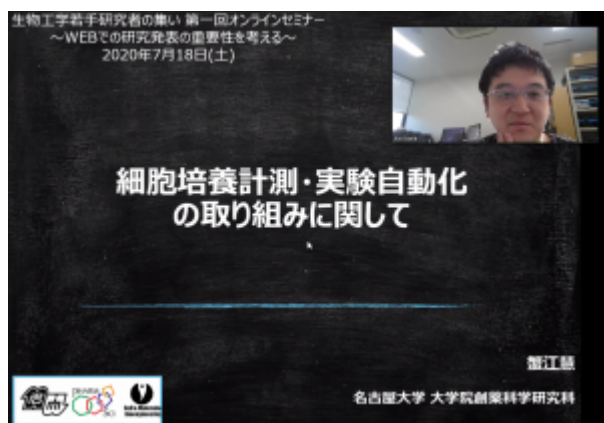 生物工学若手研究者の集い 第一回オンラインセミナー
～WEBでの研究発表の重要性を考える～
2020年7月18日(土)
細胞培養計測・実験自動化
の取り組みに関して
蟹江慧
名古屋大学 大学院創薬科学研究科